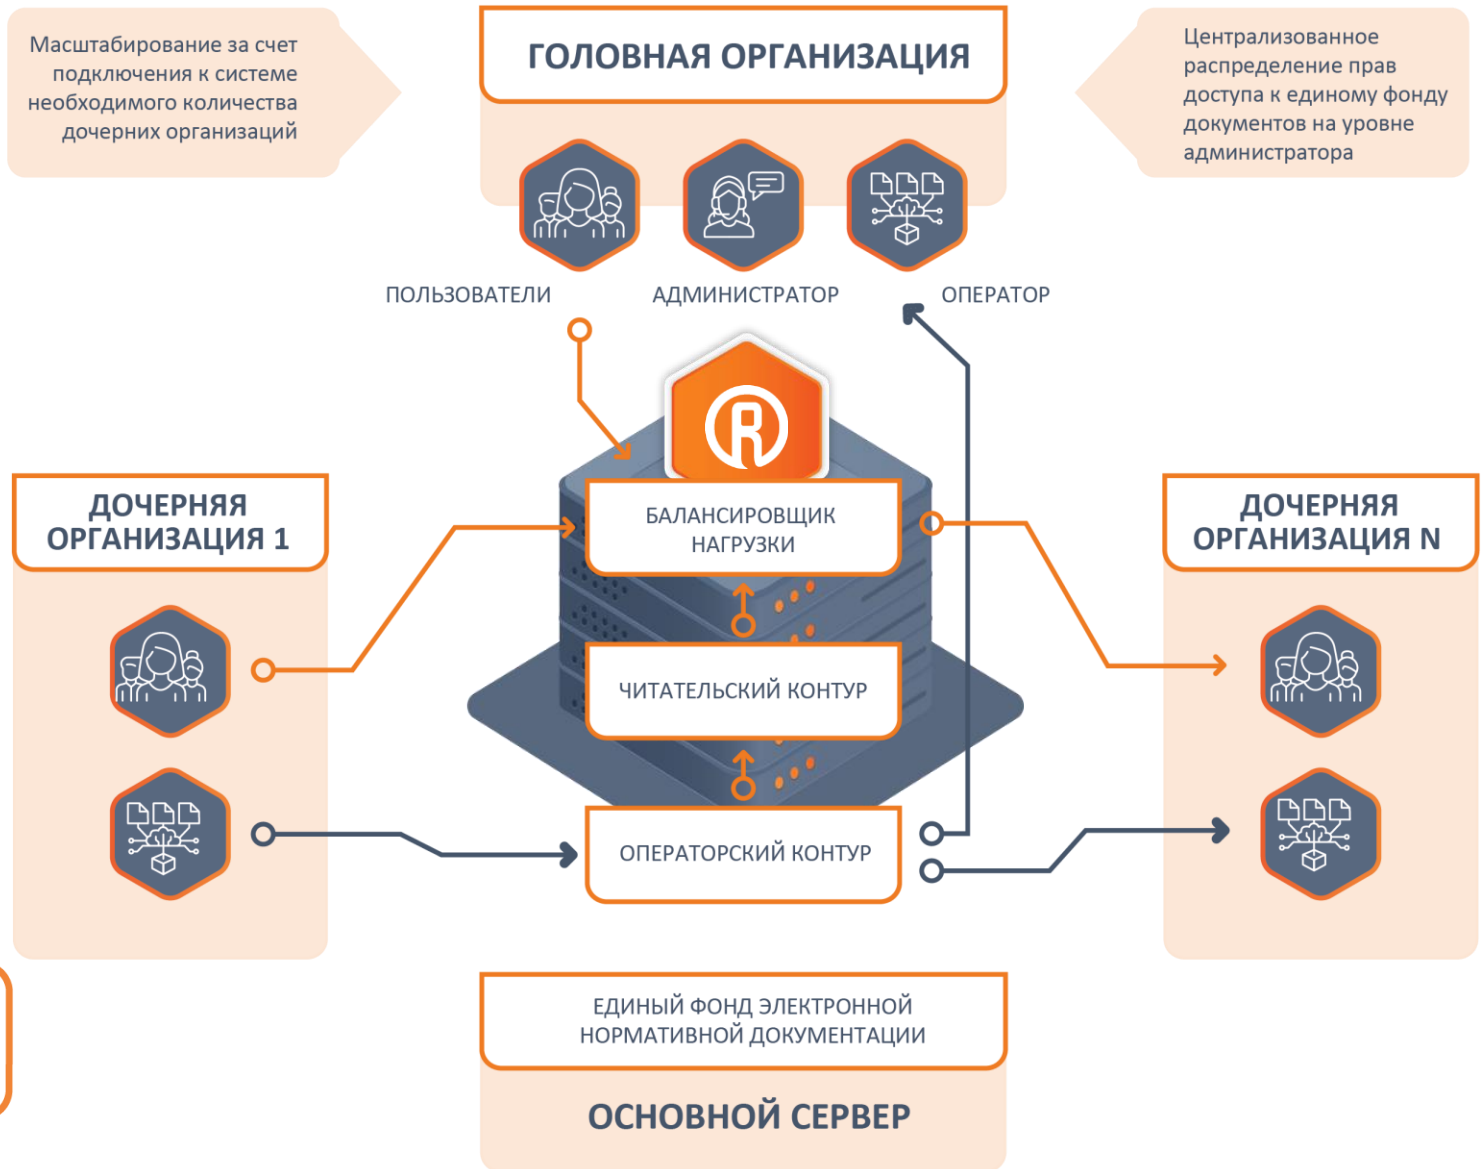 Масштабирование за счет
подключения к системе
необходимого количества
дочерних организаций
ГОЛОВНАЯ ОРГАНИЗАЦИЯ
Централизованное
распределение прав
доступа к единому фонду
документов на уровне
администратора
ПОЛЬЗОВАТЕЛИ
АДМИНИСТРАТОР
ОПЕРАТОР
R
ДОЧЕРНЯЯ
ОРГАНИЗАЦИЯ 1
БАЛАНСИРОВЩИК
НАГРУЗКИ
ДОЧЕРНЯЯ
ОРГАНИЗАЦИЯ N
ЧИТАТЕЛЬСКИЙ КОНТУР
ОПЕРАТОРСКИЙ КОНТУР
ЕДИНЫЙ ФОНД ЭЛЕКТРОННОЙ
НОРМАТИВНОЙ ДОКУМЕНТАЦИИ
ОСНОВНОЙ СЕРВЕР